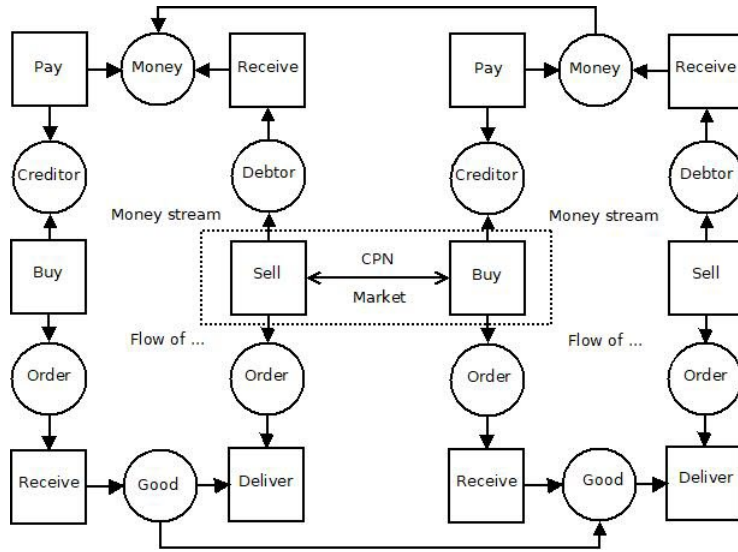 Pay
Money
Receive
Pay
Money
Receive
Creditor
Debtor
Creditor
Debtor
Money stream
Money stream
Buy
Sell
CPN
Market
Buy
Sell
Flow of ...
Flow of ...
Order
Order
Order
Order
Receive
Good
Deliver
Receive
Good
Deliver